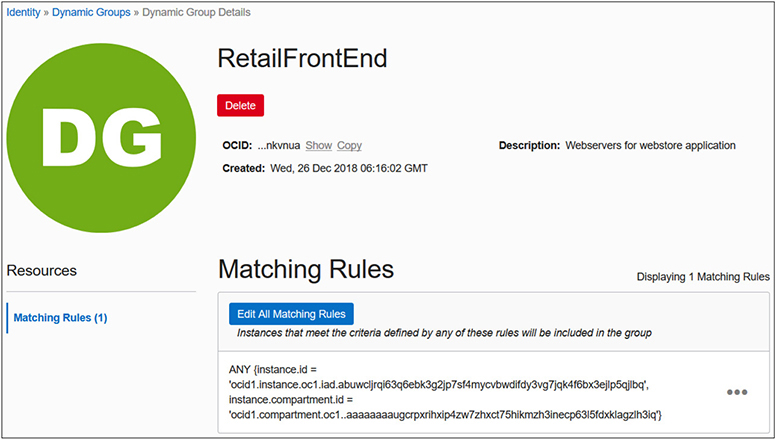 Identity » Dynamic Groups » Dynamic Group Details
DG
RetailFrontEnd
Delete
OCID: ...nkvnua Show Copy
Description: Webservers for webstore application
Created: Wed, 26 Dec 2018 06:16:02 GMT
Resources
Matching Rules (1)
Matching Rules
Displaying 1 Matching Rules
Edit All Matching Rules
Instances that meet the criteria defined by any of these rules will be included in the group
ANY {instance.id =
'ocid1.instance.oc1.iad.abuwcljrqi63q6ebk3g2jp7sf4mycvbwdifdy3vg7jqk4f6bx3ejlp5qjlbq',
instance.compartment.id =
'ocid1.compartment.oc1..aaaaaaaaugcrpxrihxip4zw7zhxct75hikmzh3inecp63l5fdxklagzlh3iq'}